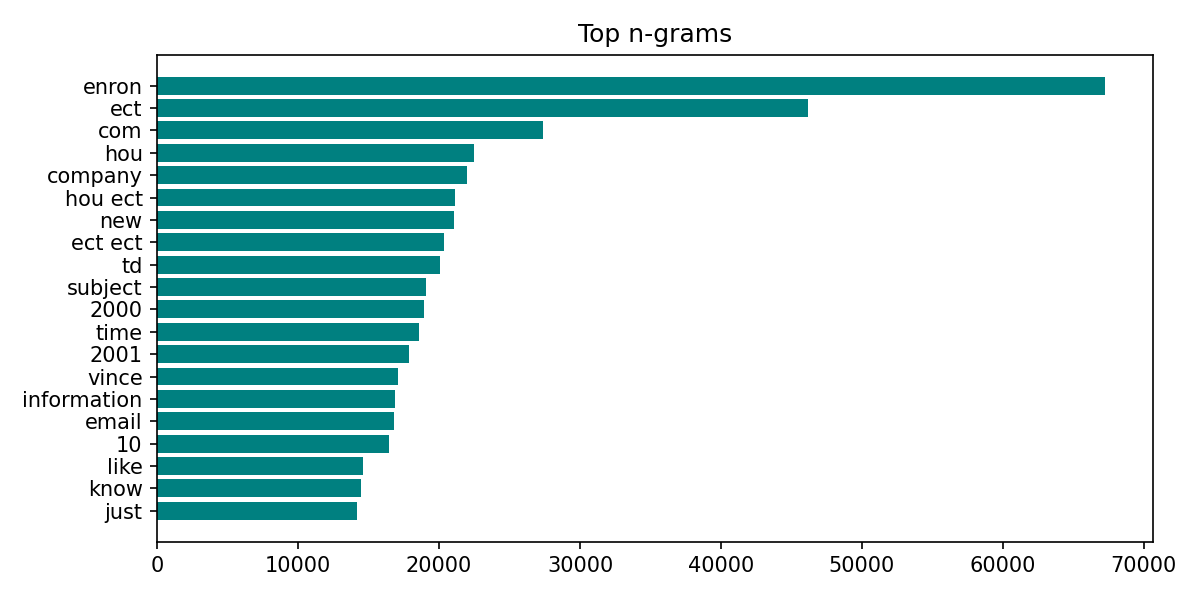 Top n-grams
enron
ect
com
hou
company
hou ect
new
ect ect
td
subject
2000
time
2001
vince
information
email
10
like
know
just
0 10000 20000 30000 40000 50000 60000 70000